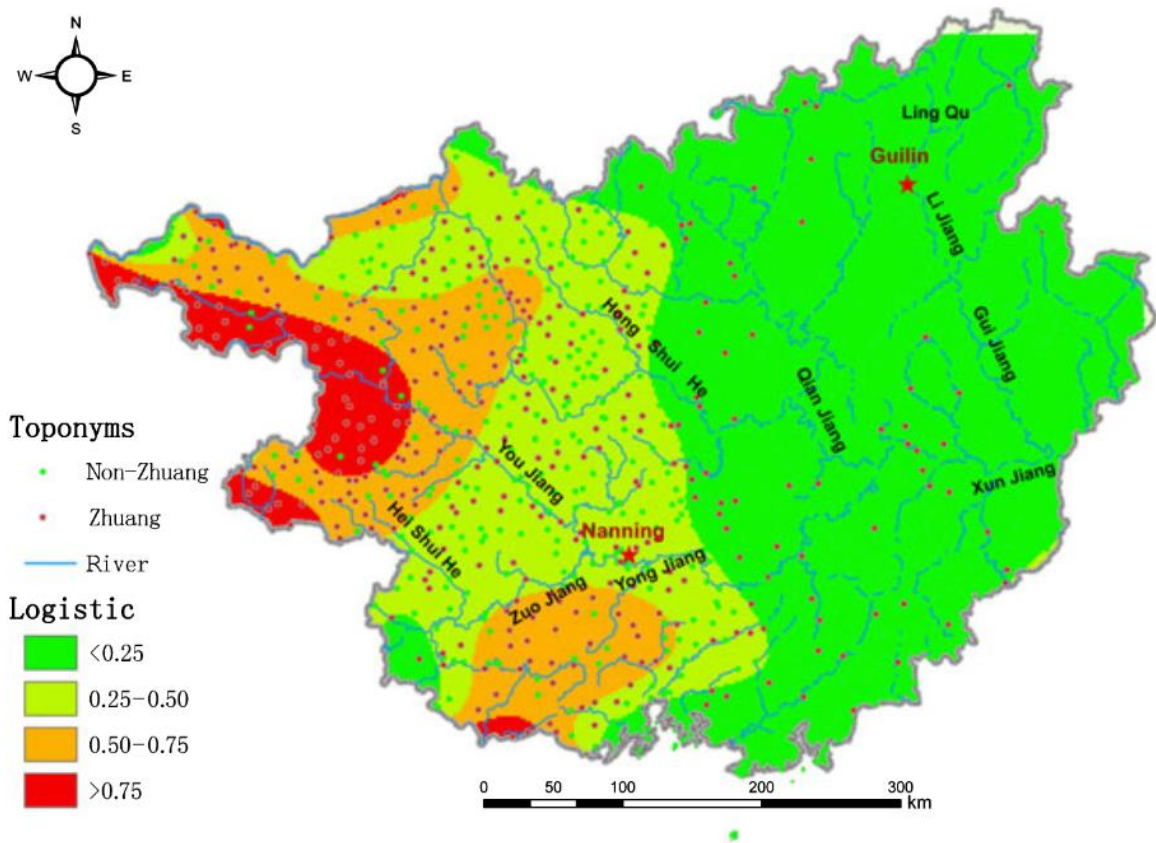 N
W E
S
Ling Qu
Guilin
Li Jiang
Gui Jiang
Hong Shui He
Qian Jiang
Xun Jiang
You Jiang
Hei Shui He
Nanning
Zuo Jiang
Yong Jiang
Toponyms
Non-Zhuang
Zhuang
River
Logistic
<0.25
0.25-0.50
0.50-0.75
>0.75
0 50 100 200 300
km